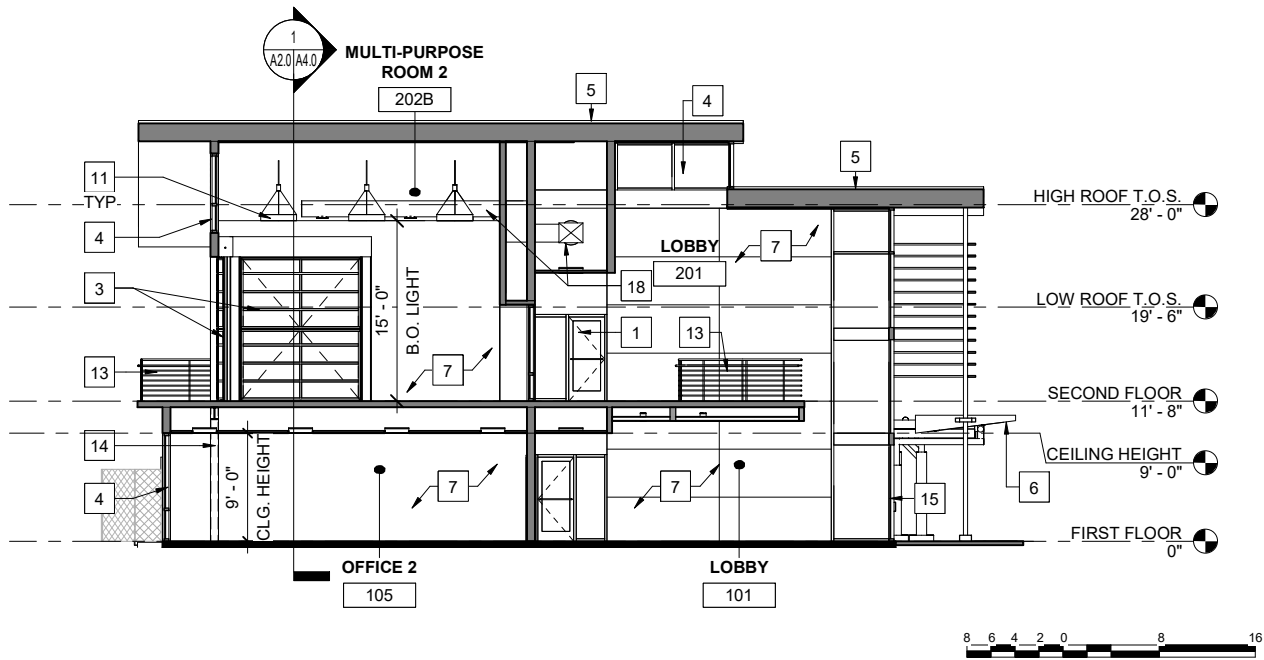 1
A2.0 A4.0
MULTI-PURPOSE
ROOM 2
202B
5
4
5
11
TYP
4
3
13
14
4
15' - 0"
B.O. LIGHT
18
LOBBY
201
7
1
13
7
9' - 0"
CLG. HEIGHT
7
7
15
6
HIGH ROOF T.O.S.
28' - 0"
LOW ROOF T.O.S.
19' - 6"
SECOND FLOOR
11' - 8"
CEILING HEIGHT
9' - 0"
FIRST FLOOR
0"
OFFICE 2
105
LOBBY
101
8 6 4 2 0 8 16